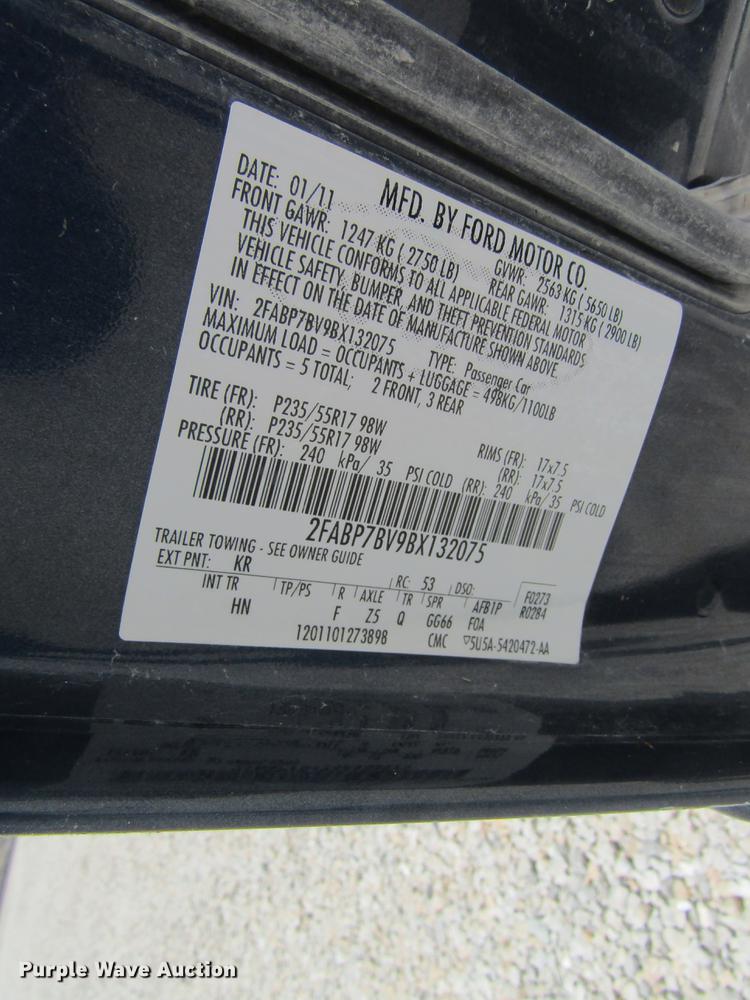 MFD. BY FORD MOTOR CO.
DATE: 01/11 GVWR: 2563 KG ( 5650 LB)
FRONT GAWR: 1247 KG ( 2750 LB) REAR GAWR: 1315 KG ( 2900 LB)
THIS VEHICLE CONFORMS TO ALL APPLICABLE FEDERAL MOTOR
VEHICLE SAFETY, BUMPER, AND THEFT PREVENTION STANDARDS
IN EFFECT ON THE DATE OF MANUFACTURE SHOWN ABOVE.
VIN: 2FABP7BV9BX132075 TYPE: Passenger Car
MAXIMUM LOAD = OCCUPANTS + LUGGAGE = 498KG/1100LB
OCCUPANTS = 5 TOTAL; 2 FRONT, 3 REAR
TIRE (FR): P235/55R17 98W RIMS (FR): 17x7.5
(RR): P235/55R17 98W (RR): 17x7.5
PRESSURE (FR): 240 kPa/ 35 PSI COLD (RR): 240 kPa/ 35 PSI COLD
2FABP7BV9BX132075
TRAILER TOWING - SEE OWNER GUIDE
EXT PNT: KR RC: 53 DSO: F0273
INT TR TP/PS R AXLE TR SPR AFB1P R0284
HN F Z5 Q GG66 FOA
1201101273898 CMC ▽5U5A-5420472-AA
Purple Wave Auction